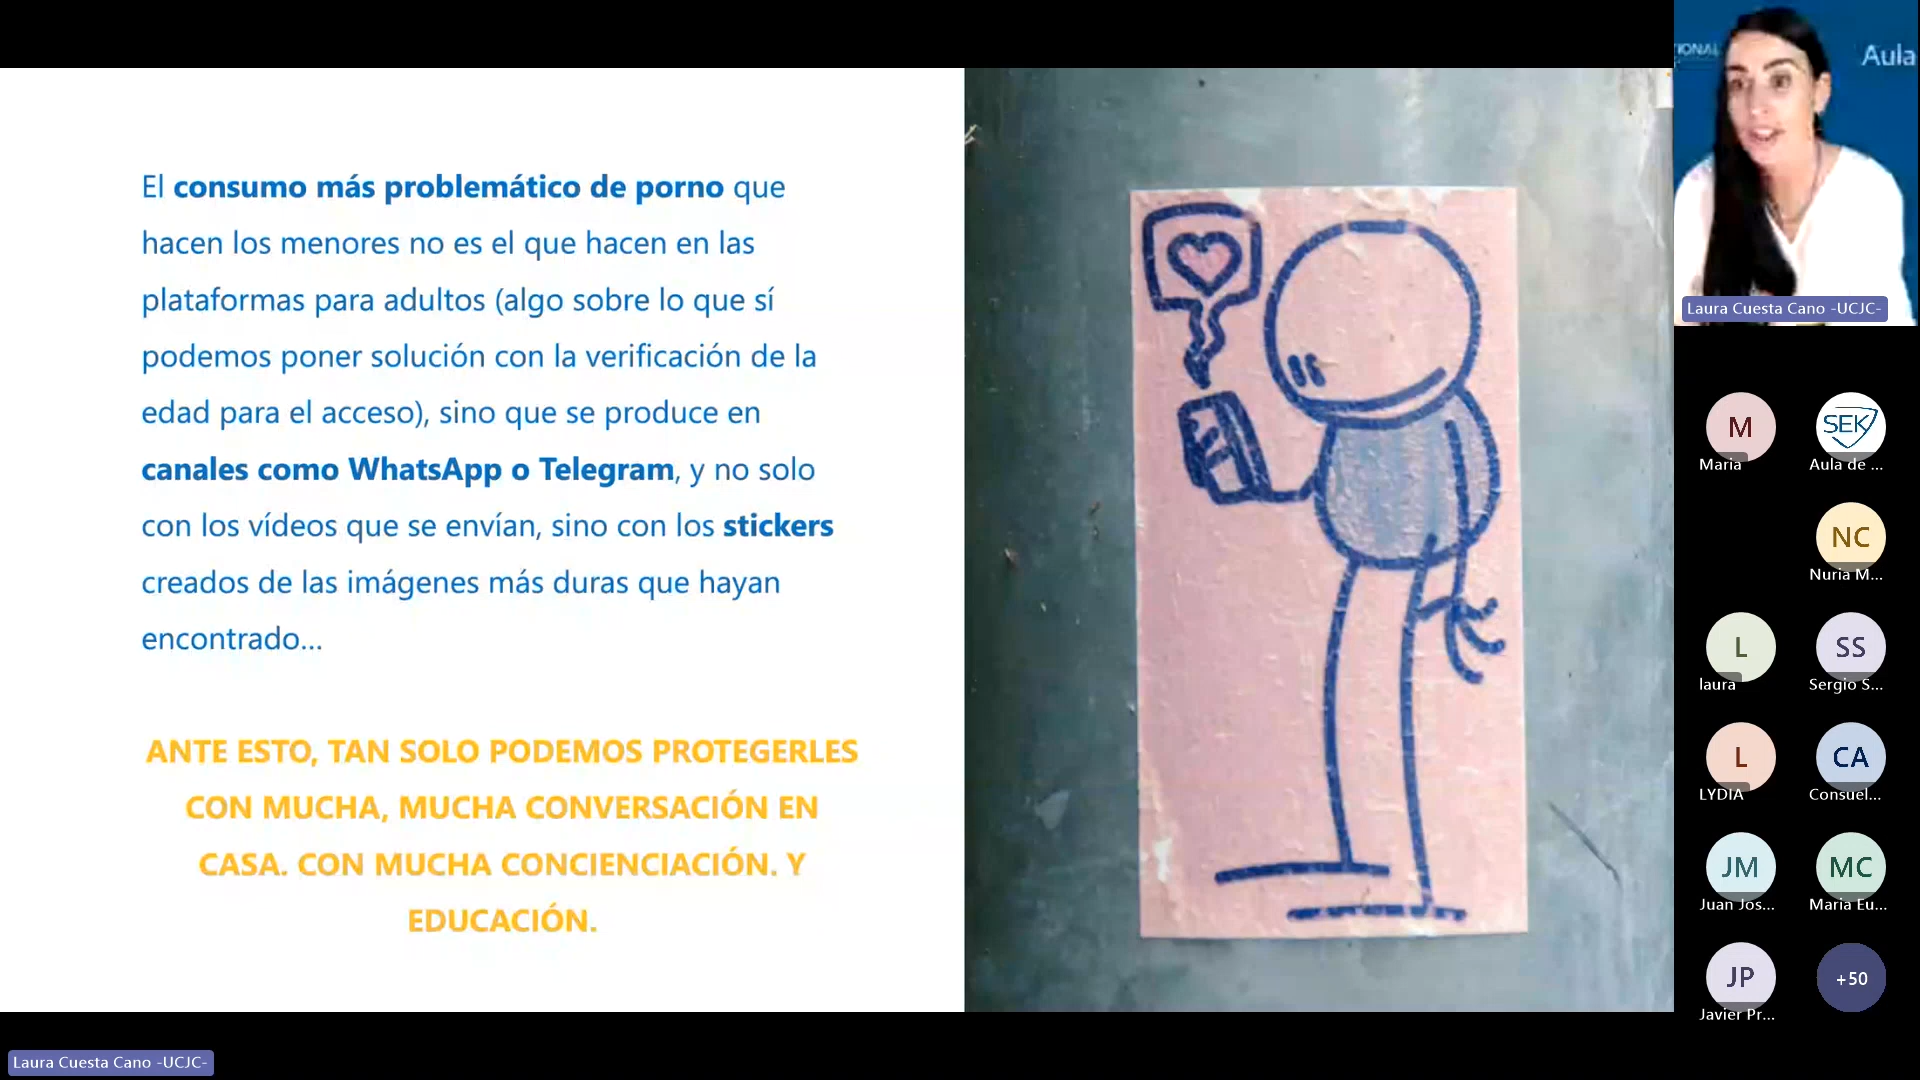 El consumo más problemático de porno que
hacen los menores no es el que hacen en las
plataformas para adultos (algo sobre lo que sí
podemos poner solución con la verificación de la
edad para el acceso), sino que se produce en
canales como WhatsApp o Telegram, y no solo
con los vídeos que se envían, sino con los stickers
creados de las imágenes más duras que hayan
encontrado...
ANTE ESTO, TAN SOLO PODEMOS PROTEGERLES
CON MUCHA, MUCHA CONVERSACIÓN EN
CASA. CON MUCHA CONCIENCIACIÓN. Y
EDUCACIÓN.
Laura Cuesta Cano -UCJC-
IONAL
Aula
Laura Cuesta Cano -UCJC-
M
Maria
SEK
Aula de ...
NC
Nuria M...
L
laura
SS
Sergio S...
L
LYDIA
CA
Consuel...
JM
Juan Jos...
MC
Maria Eu...
JP
Javier Pr...
+50